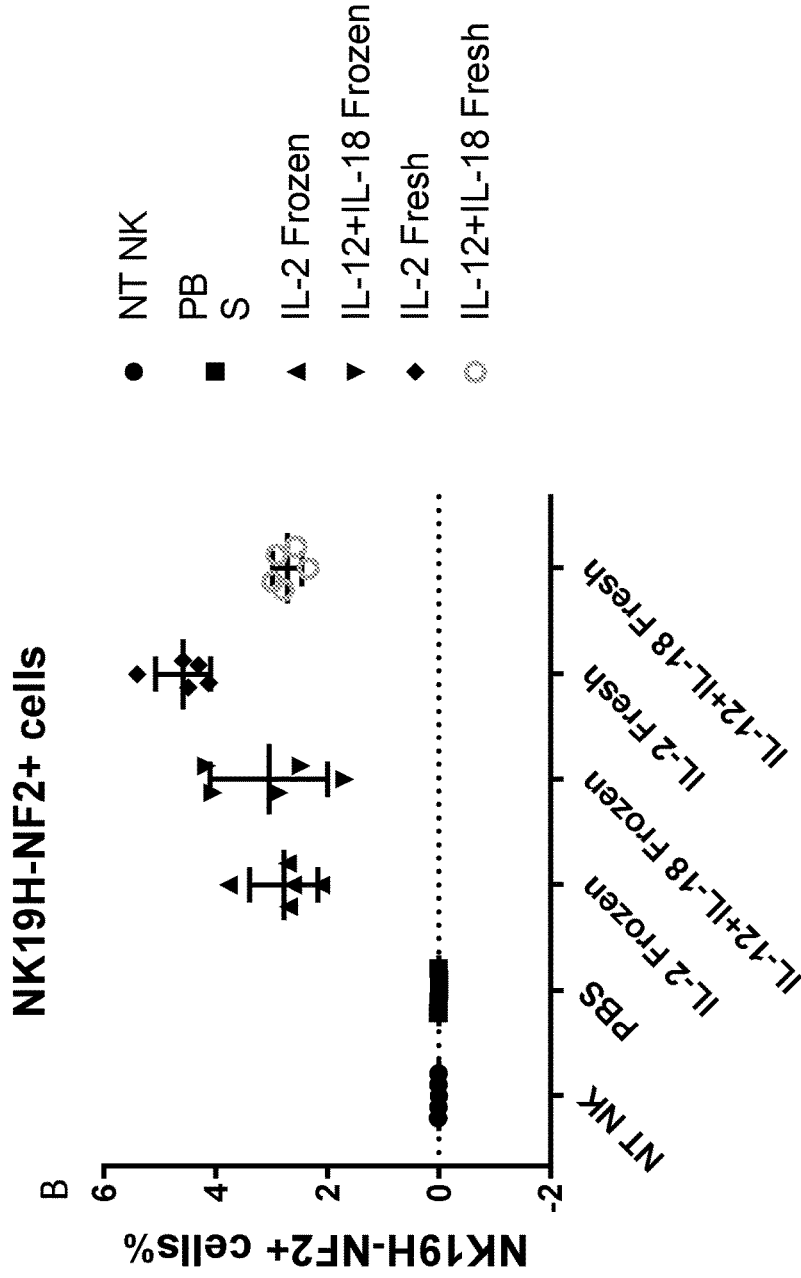 B
NK19H-NF2+ cells
NK19H-NF2+ cells%
6
4
2
0
-2
NT NK
PBS
IL-2 Frozen
IL-12+IL-18 Frozen
IL-2 Fresh
IL-12+IL-18 Fresh
NT NK
PB
S
IL-2 Frozen
IL-12+IL-18 Frozen
IL-2 Fresh
IL-12+IL-18 Fresh